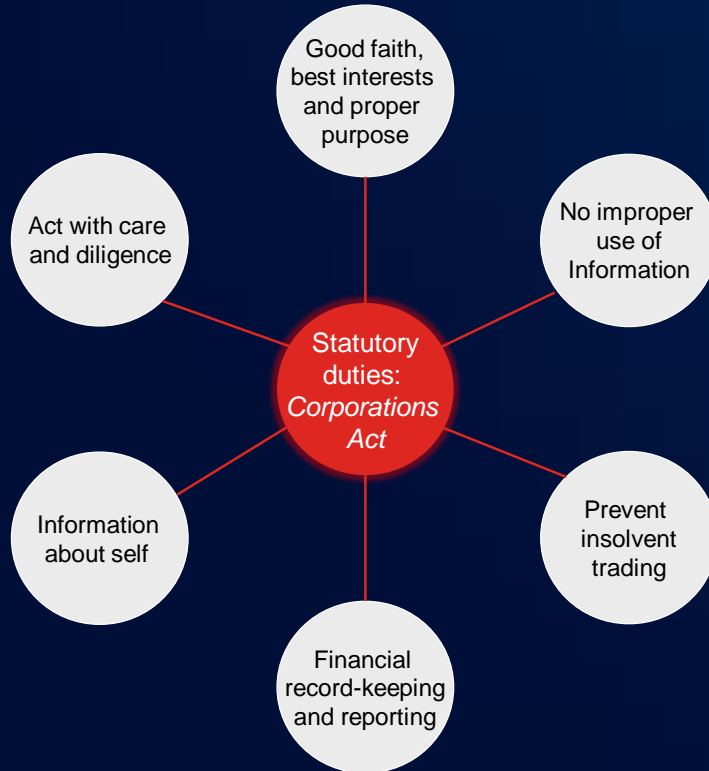 Good faith,
best interests
and proper
purpose
Act with care
and diligence
No improper
use of
Information
Statutory
duties:
Corporations
Act
Information
about self
Prevent
insolvent
trading
Financial
record-keeping
and reporting